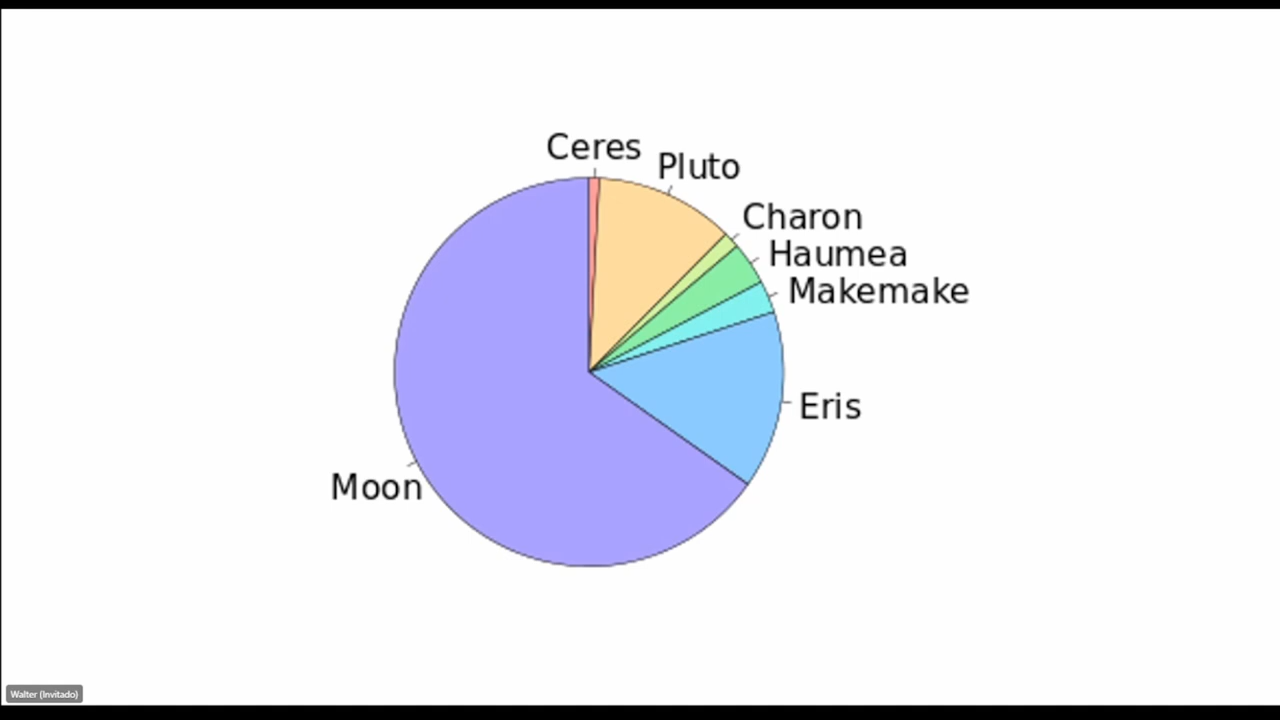 Ceres
Pluto
Charon
Haumea
Makemake
Eris
Moon
Walter (Invitado)